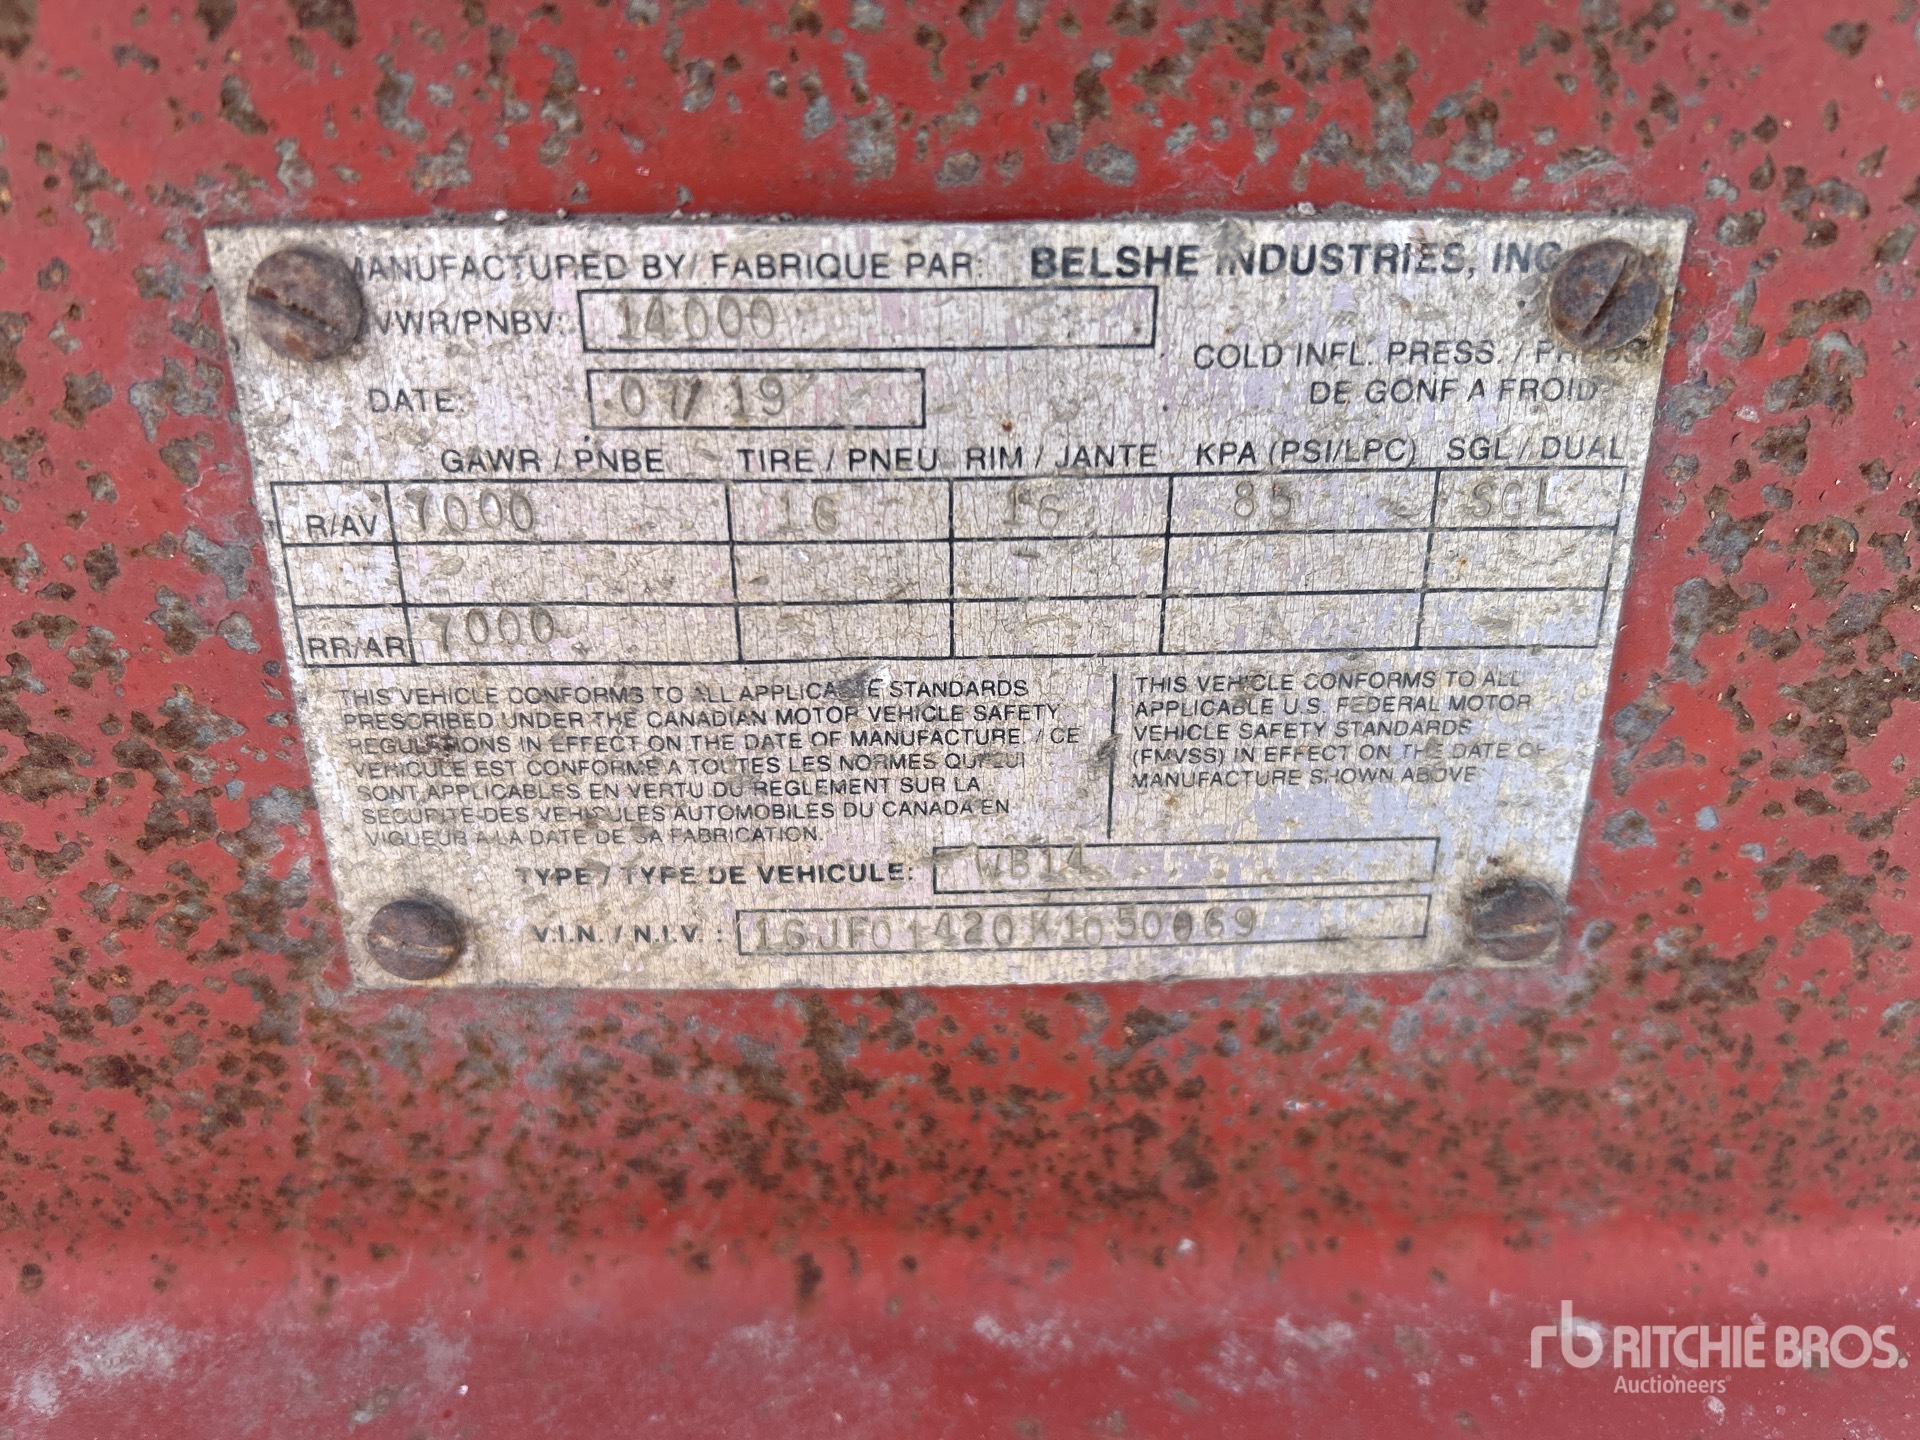 MANUFACTURED BY/ FABRIQUE PAR: BELSHE INDUSTRIES, INC
VWR/PNBV: 14000
COLD INFL. PRESS. / PRESS
DE GONF A FROID
DATE: 07/19
GAWR / PNBE TIRE / PNEU RIM / JANTE KPA (PSI/LPC) SGL / DUAL
R/AV 7000 16 16 85 SGL
RR/AR 7000
THIS VEHICLE CONFORMS TO ALL APPLICABLE STANDARDS
PRESCRIBED UNDER THE CANADIAN MOTOR VEHICLE SAFETY
REGULATIONS IN EFFECT ON THE DATE OF MANUFACTURE. / CE
VEHICULE EST CONFORME A TOUTES LES NORMES QUI LUI
SONT APPLICABLES EN VERTU DU REGLEMENT SUR LA
SECURITE DES VEHICULES AUTOMOBILES DU CANADA EN
VIGUEUR A LA DATE DE SA FABRICATION.
THIS VEHICLE CONFORMS TO ALL
APPLICABLE U.S. FEDERAL MOTOR
VEHICLE SAFETY STANDARDS
(FMVSS) IN EFFECT ON THE DATE OF
MANUFACTURE SHOWN ABOVE
TYPE / TYPE DE VEHICULE: WB14
V.I.N. / N.I.V. : 16JF01420K1050069
rb RITCHIE BROS.
Auctioneers